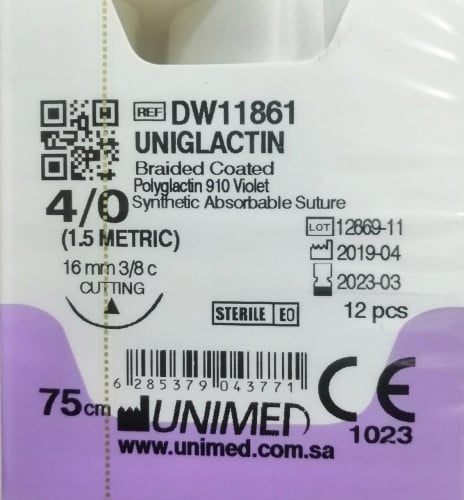 REF DW11861
UNIGLACTIN
Braided Coated
Polyglactin 910 Violet
Synthetic Absorbable Suture
4/0
(1.5 METRIC)
16 mm 3/8 c
CUTTING
LOT 12869-11
2019-04
2023-03
STERILE EO
12 pcs
6 285379 043771
75cm
UNIMED
www.unimed.com.sa
CE
1023